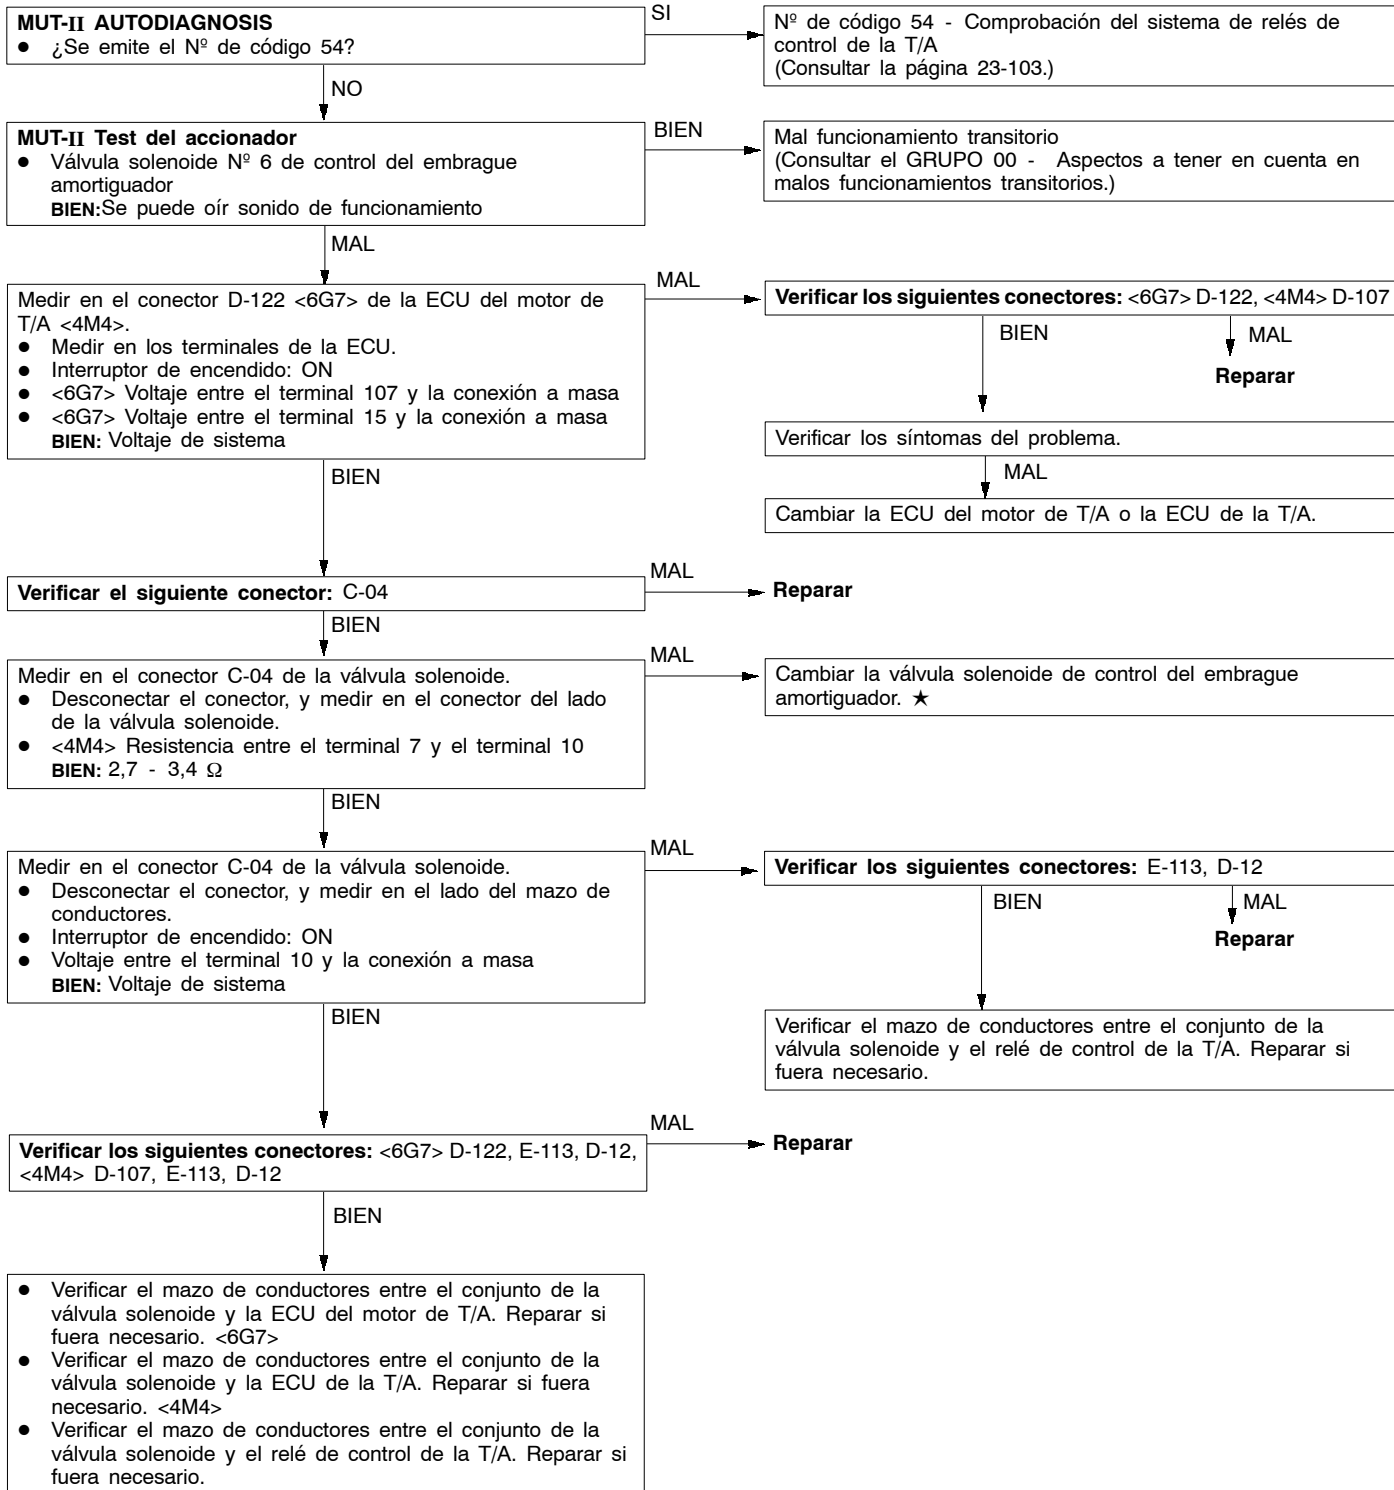 MUT-II AUTODIAGNOSIS
● ¿Se emite el Nº de código 54?
SI
Nº de código 54 - Comprobación del sistema de relés de
control de la T/A
(Consultar la página 23-103.)
NO
MUT-II Test del accionador
● Válvula solenoide Nº 6 de control del embrague
amortiguador
BIEN:Se puede oír sonido de funcionamiento
BIEN
Mal funcionamiento transitorio
(Consultar el GRUPO 00 - Aspectos a tener en cuenta en
malos funcionamientos transitorios.)
MAL
Medir en el conector D-122 <6G7> de la ECU del motor de
T/A <4M4>.
● Medir en los terminales de la ECU.
● Interruptor de encendido: ON
● <6G7> Voltaje entre el terminal 107 y la conexión a masa
● <6G7> Voltaje entre el terminal 15 y la conexión a masa
BIEN: Voltaje de sistema
MAL
Verificar los siguientes conectores: <6G7> D-122, <4M4> D-107
BIEN
MAL
Reparar
Verificar los síntomas del problema.
MAL
Cambiar la ECU del motor de T/A o la ECU de la T/A.
BIEN
Verificar el siguiente conector: C-04
MAL
Reparar
BIEN
Medir en el conector C-04 de la válvula solenoide.
● Desconectar el conector, y medir en el conector del lado
de la válvula solenoide.
● <4M4> Resistencia entre el terminal 7 y el terminal 10
BIEN: 2,7 - 3,4 Ω
MAL
Cambiar la válvula solenoide de control del embrague
amortiguador. ★
BIEN
Medir en el conector C-04 de la válvula solenoide.
● Desconectar el conector, y medir en el lado del mazo de
conductores.
● Interruptor de encendido: ON
● Voltaje entre el terminal 10 y la conexión a masa
BIEN: Voltaje de sistema
MAL
Verificar los siguientes conectores: E-113, D-12
BIEN
MAL
Reparar
Verificar el mazo de conductores entre el conjunto de la
válvula solenoide y el relé de control de la T/A. Reparar si
fuera necesario.
BIEN
Verificar los siguientes conectores: <6G7> D-122, E-113, D-12,
<4M4> D-107, E-113, D-12
MAL
Reparar
BIEN
● Verificar el mazo de conductores entre el conjunto de la
válvula solenoide y la ECU del motor de T/A. Reparar si
fuera necesario. <6G7>
● Verificar el mazo de conductores entre el conjunto de la
válvula solenoide y la ECU de la T/A. Reparar si fuera
necesario. <4M4>
● Verificar el mazo de conductores entre el conjunto de la
válvula solenoide y el relé de control de la T/A. Reparar si
fuera necesario.